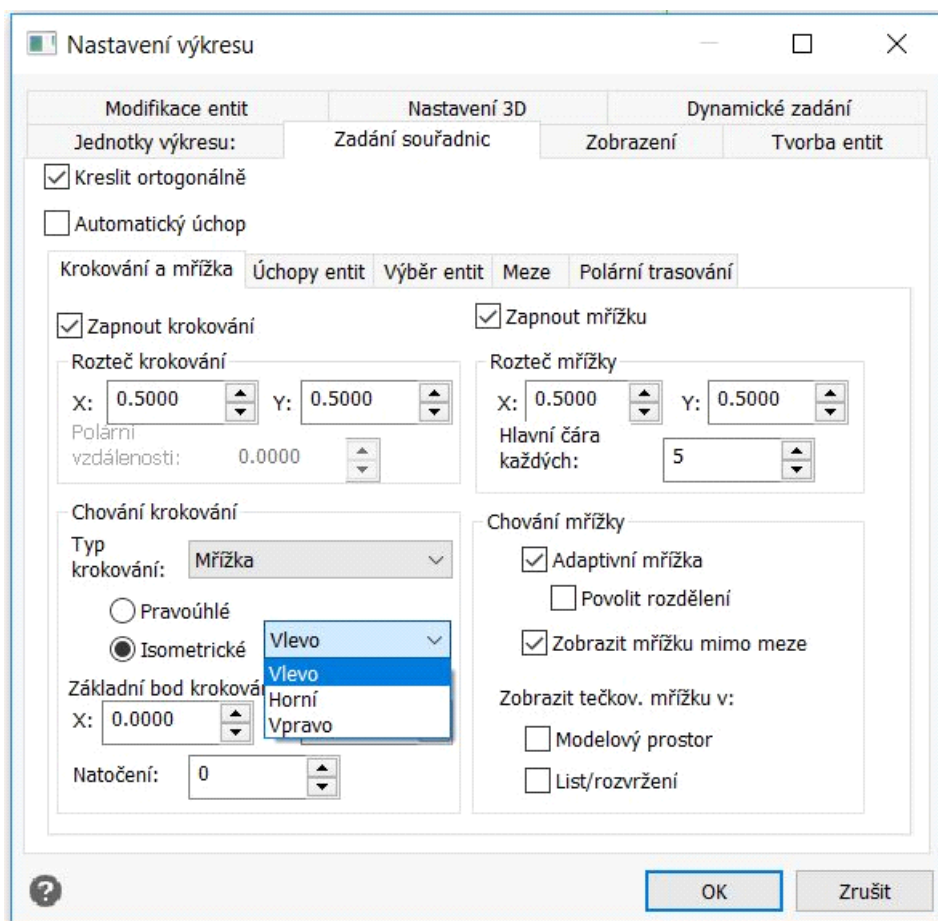 Nastavení výkresu
Modifikace entit Nastavení 3D Dynamické zadání
Jednotky výkresu: Zadání souřadnic Zobrazení Tvorba entit
Kreslit ortogonálně
Automatický úchop
Krokování a mřížka Úchopy entit Výběr entit Meze Polární trasování
Zapnout krokování
Rozteč krokování
X: 0.5000 Y: 0.5000
Polární
vzdálenosti: 0.0000
Chování krokování
Typ
krokování: Mřížka
Pravoúhlé
Isometrické Vlevo
Vlevo
Horní
Vpravo
Základní bod
X: 0.0000
Natočení: 0
Zapnout mřížku
Rozteč mřížky
X: 0.5000 Y: 0.5000
Hlavní čára
každých: 5
Chování mřížky
Adaptivní mřížka
Povolit rozdělení
Zobrazit mřížku mimo meze
Zobrazit tečkov. mřížku v:
Modelový prostor
List/rozvržení
? OK Zrušit